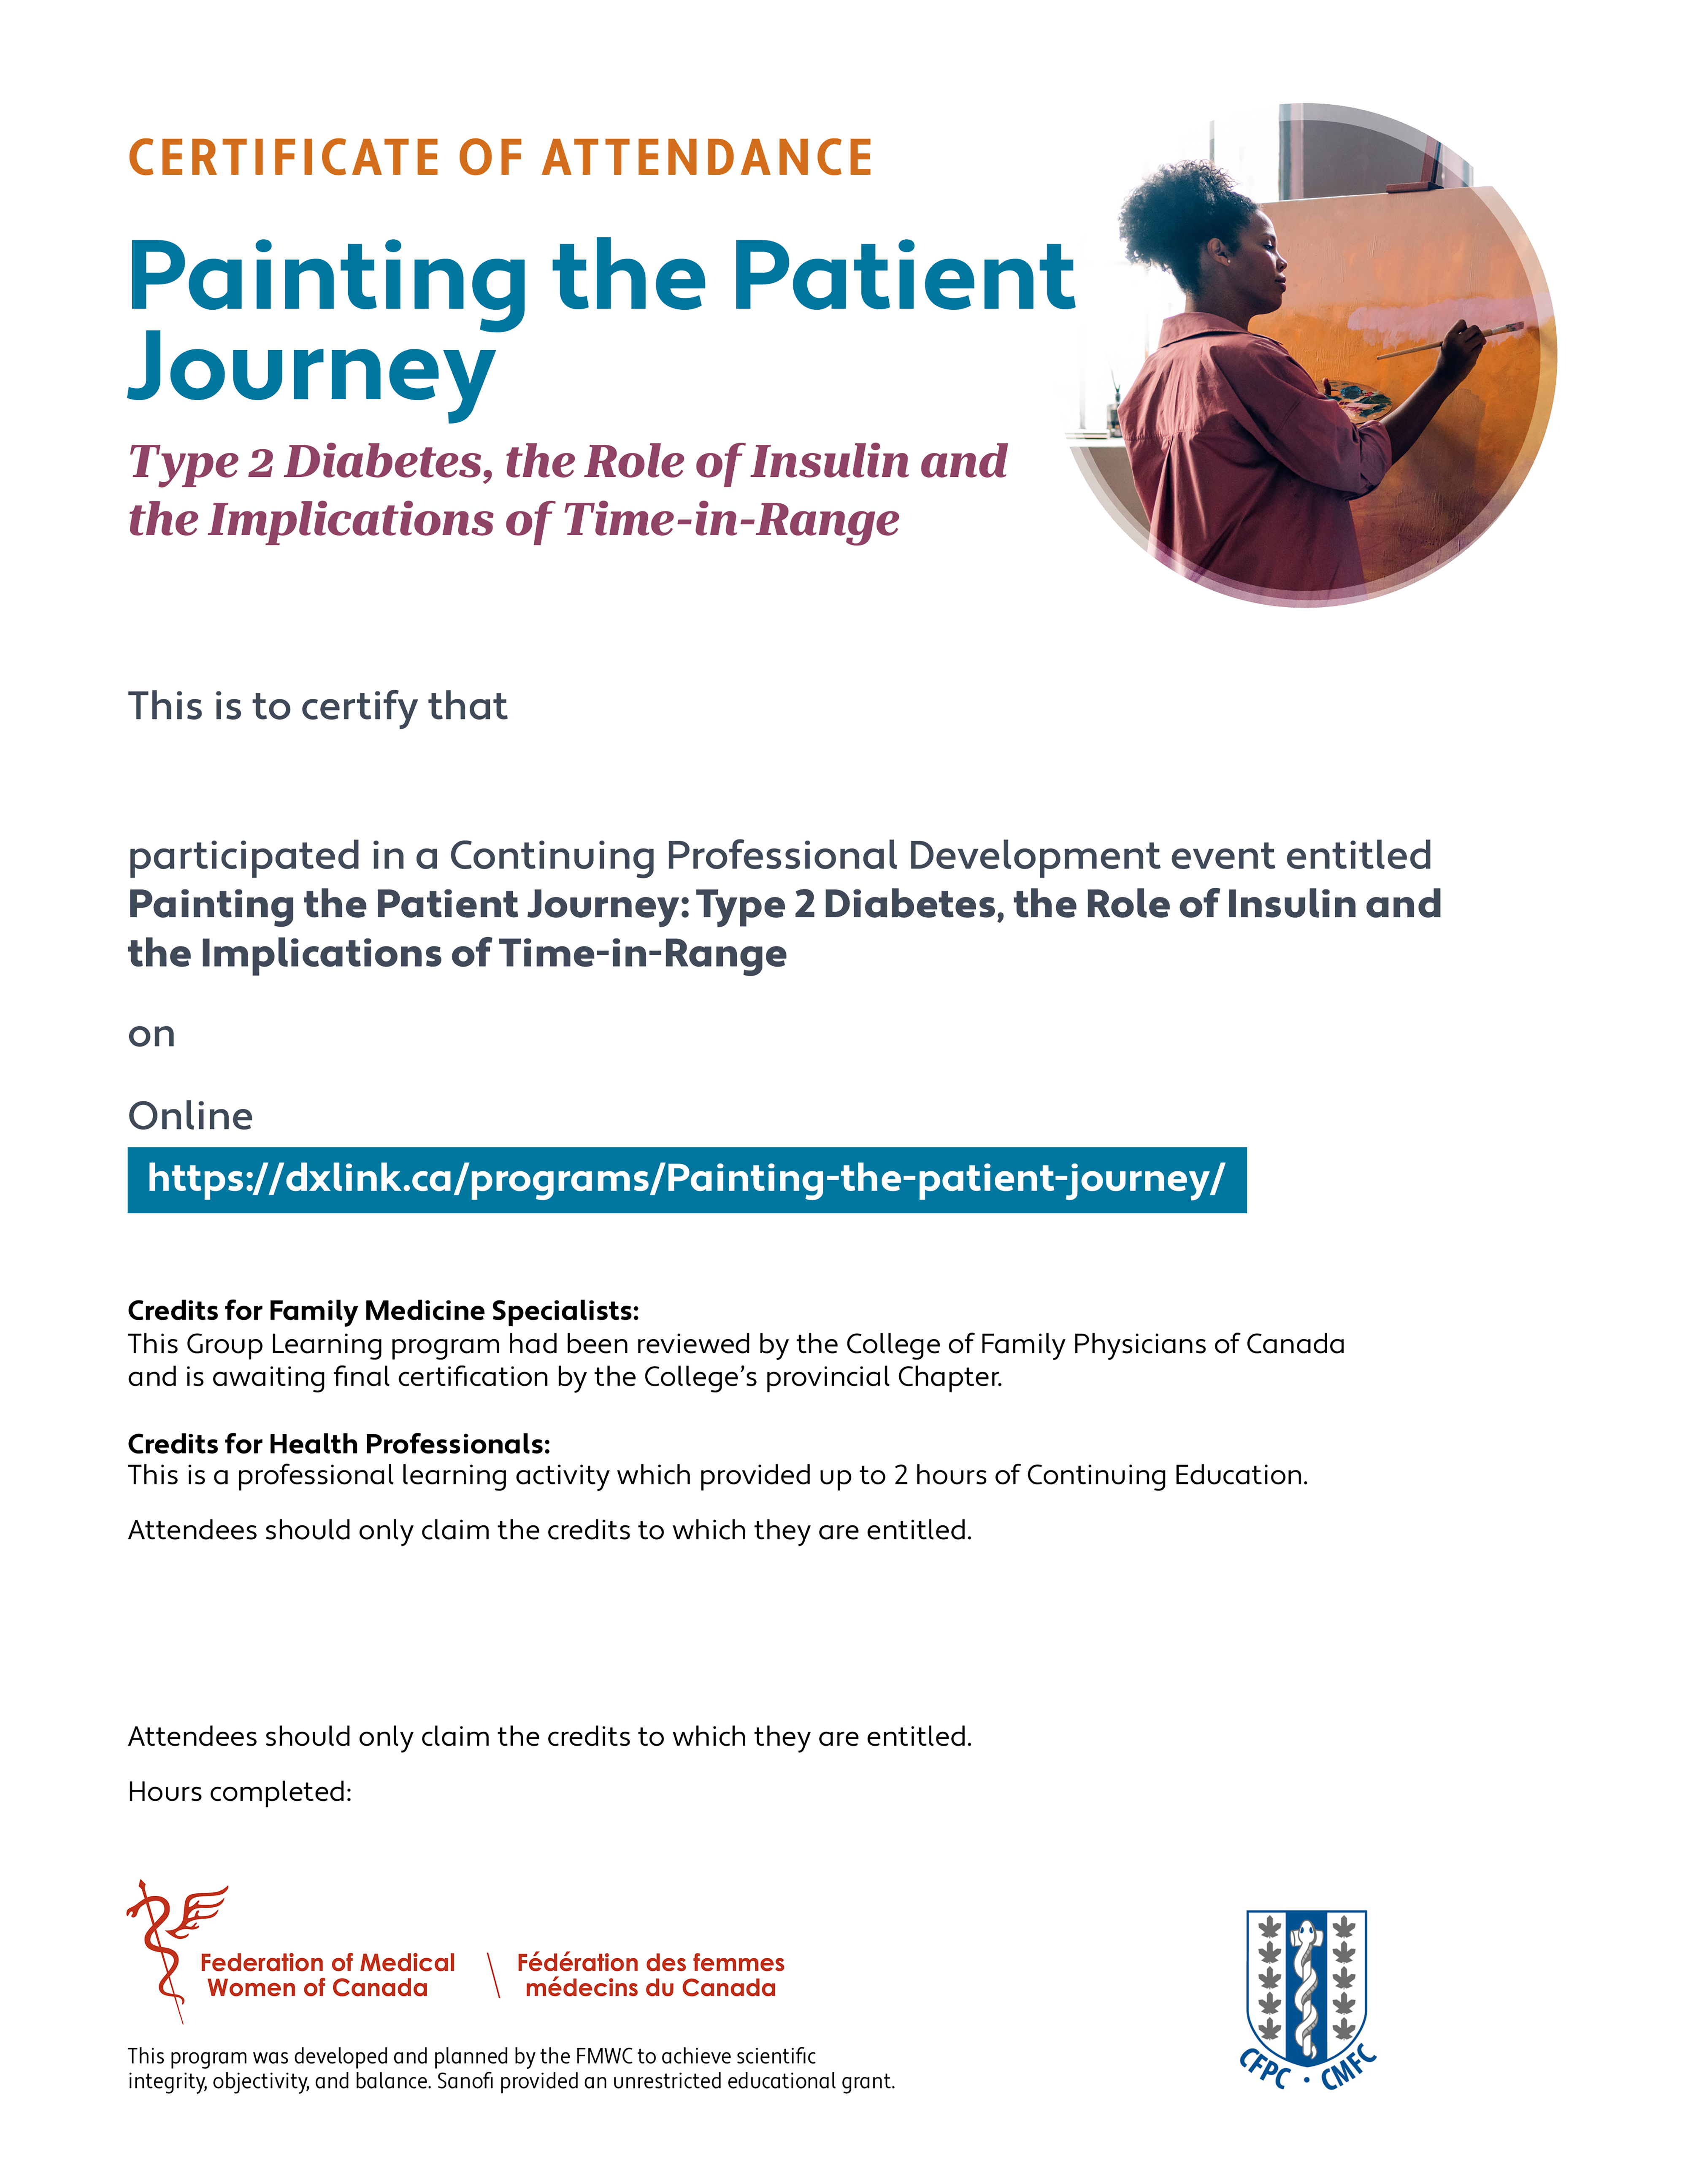 CERTIFICATE OF ATTENDANCE
Painting the Patient
Journey
Type 2 Diabetes, the Role of Insulin and
the Implications of Time-in-Range
This is to certify that
participated in a Continuing Professional Development event entitled
Painting the Patient Journey: Type 2 Diabetes, the Role of Insulin and
the Implications of Time-in-Range
on
Online
https://dxlink.ca/programs/Painting-the-patient-journey/
Credits for Family Medicine Specialists:
This Group Learning program had been reviewed by the College of Family Physicians of Canada
and is awaiting final certification by the College’s provincial Chapter.
Credits for Health Professionals:
This is a professional learning activity which provided up to 2 hours of Continuing Education.
Attendees should only claim the credits to which they are entitled.
Attendees should only claim the credits to which they are entitled.
Hours completed:
Federation of Medical
Women of Canada
Fédération des femmes
médecins du Canada
This program was developed and planned by the FMWC to achieve scientific
integrity, objectivity, and balance. Sanofi provided an unrestricted educational grant.
CFPC · CMFC